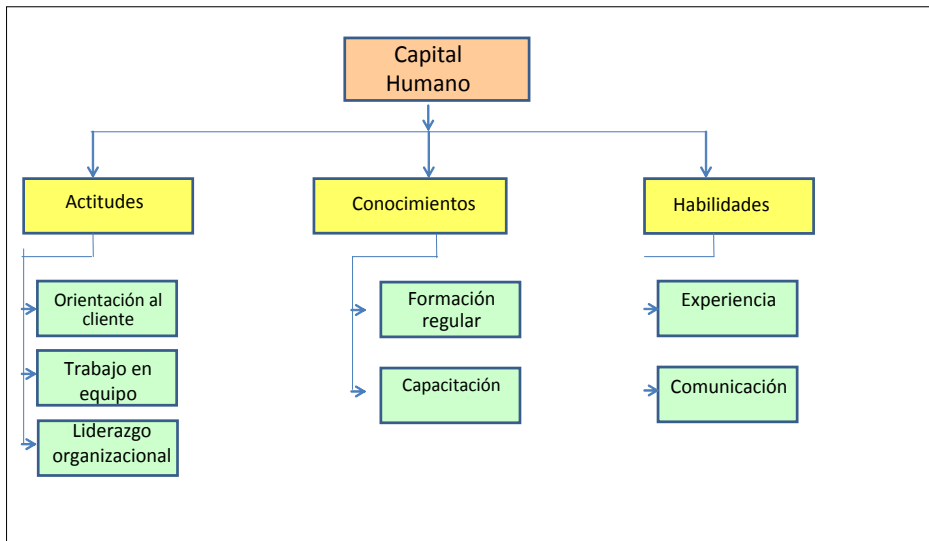 Capital
Humano
Actitudes
Conocimientos
Habilidades
Orientación al
cliente
Trabajo en
equipo
Liderazgo
organizacional
Formación
regular
Capacitación
Experiencia
Comunicación